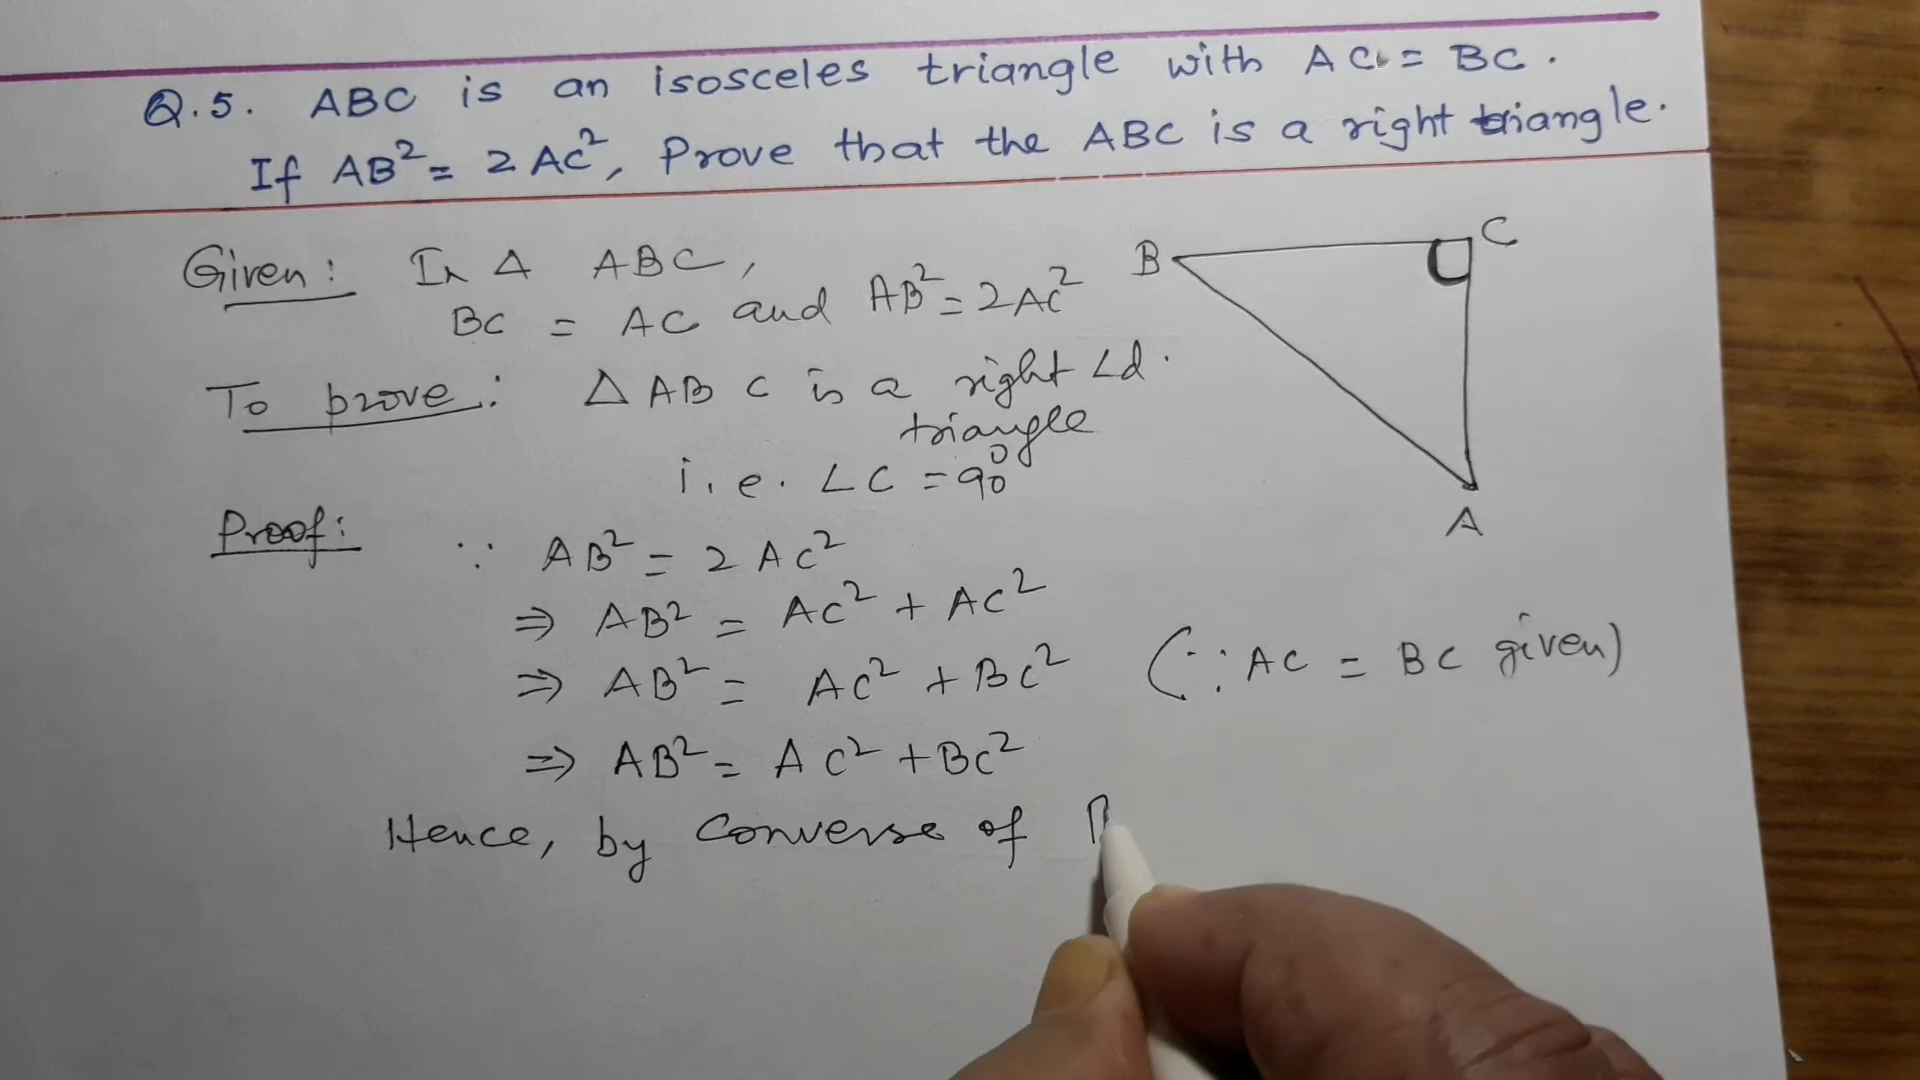 Q.5. ABC is an isosceles triangle with AC = BC.
If AB² = 2AC², Prove that the ABC is a right triangle.
Given: In Δ ABC,
BC = AC and AB² = 2AC²
To prove: Δ ABC is a right ∠d.
triangle
i.e. ∠C = 90°
Proof: ∵ AB² = 2AC²
⇒ AB² = AC² + AC²
⇒ AB² = AC² + BC² (∵ AC = BC given)
⇒ AB² = AC² + BC²
Hence, by Converse of
B
C
A